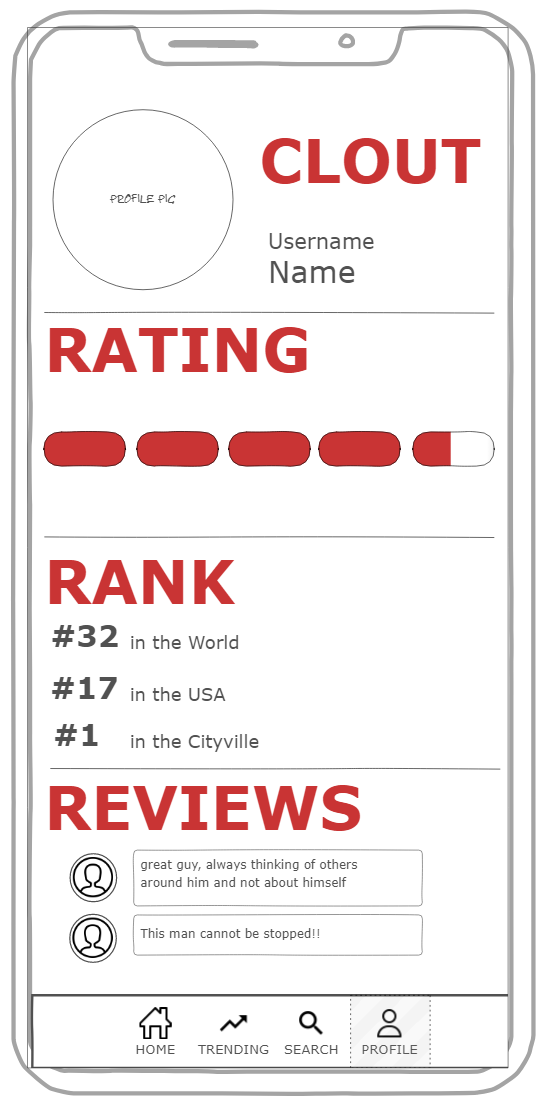 PROFILE PIC
CLOUT
Username
Name
RATING
RANK
#32 in the World
#17 in the USA
#1 in the Cityville
REVIEWS
great guy, always thinking of others
around him and not about himself
This man cannot be stopped!!
HOME TRENDING SEARCH PROFILE